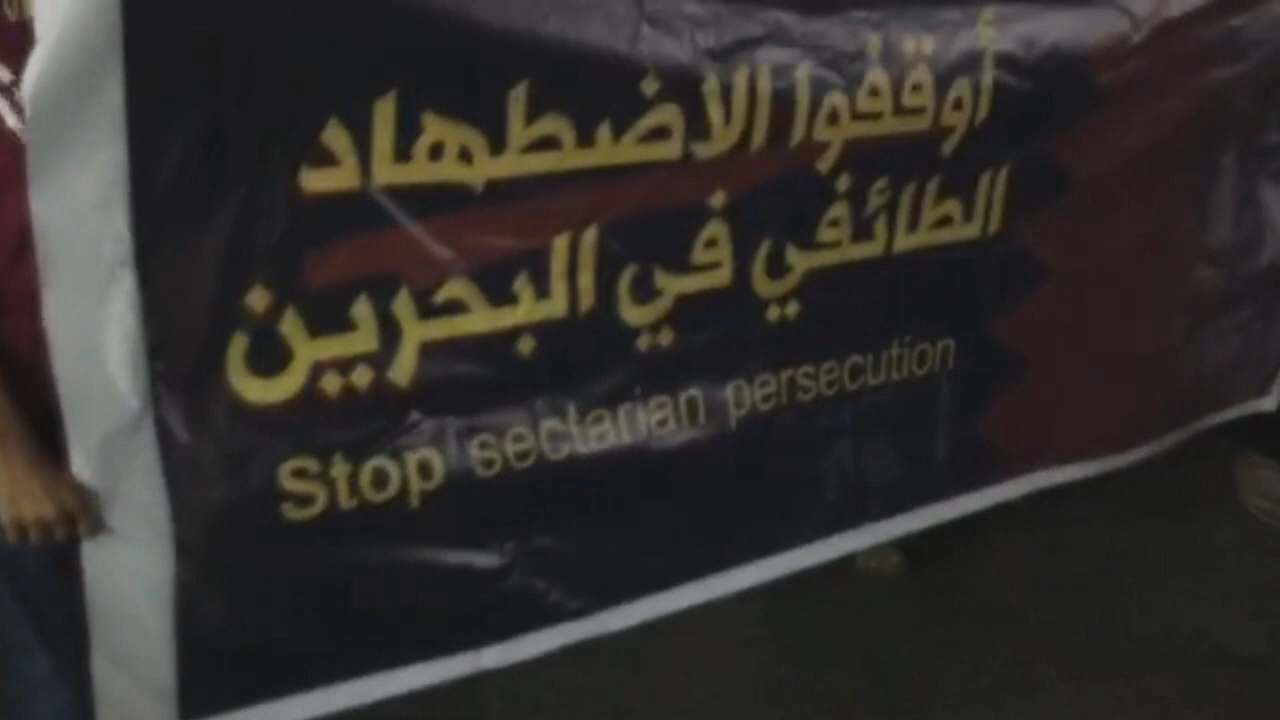 أوقفوا الاضطهاد
الطائفي في البحرين
Stop sectarian persecution